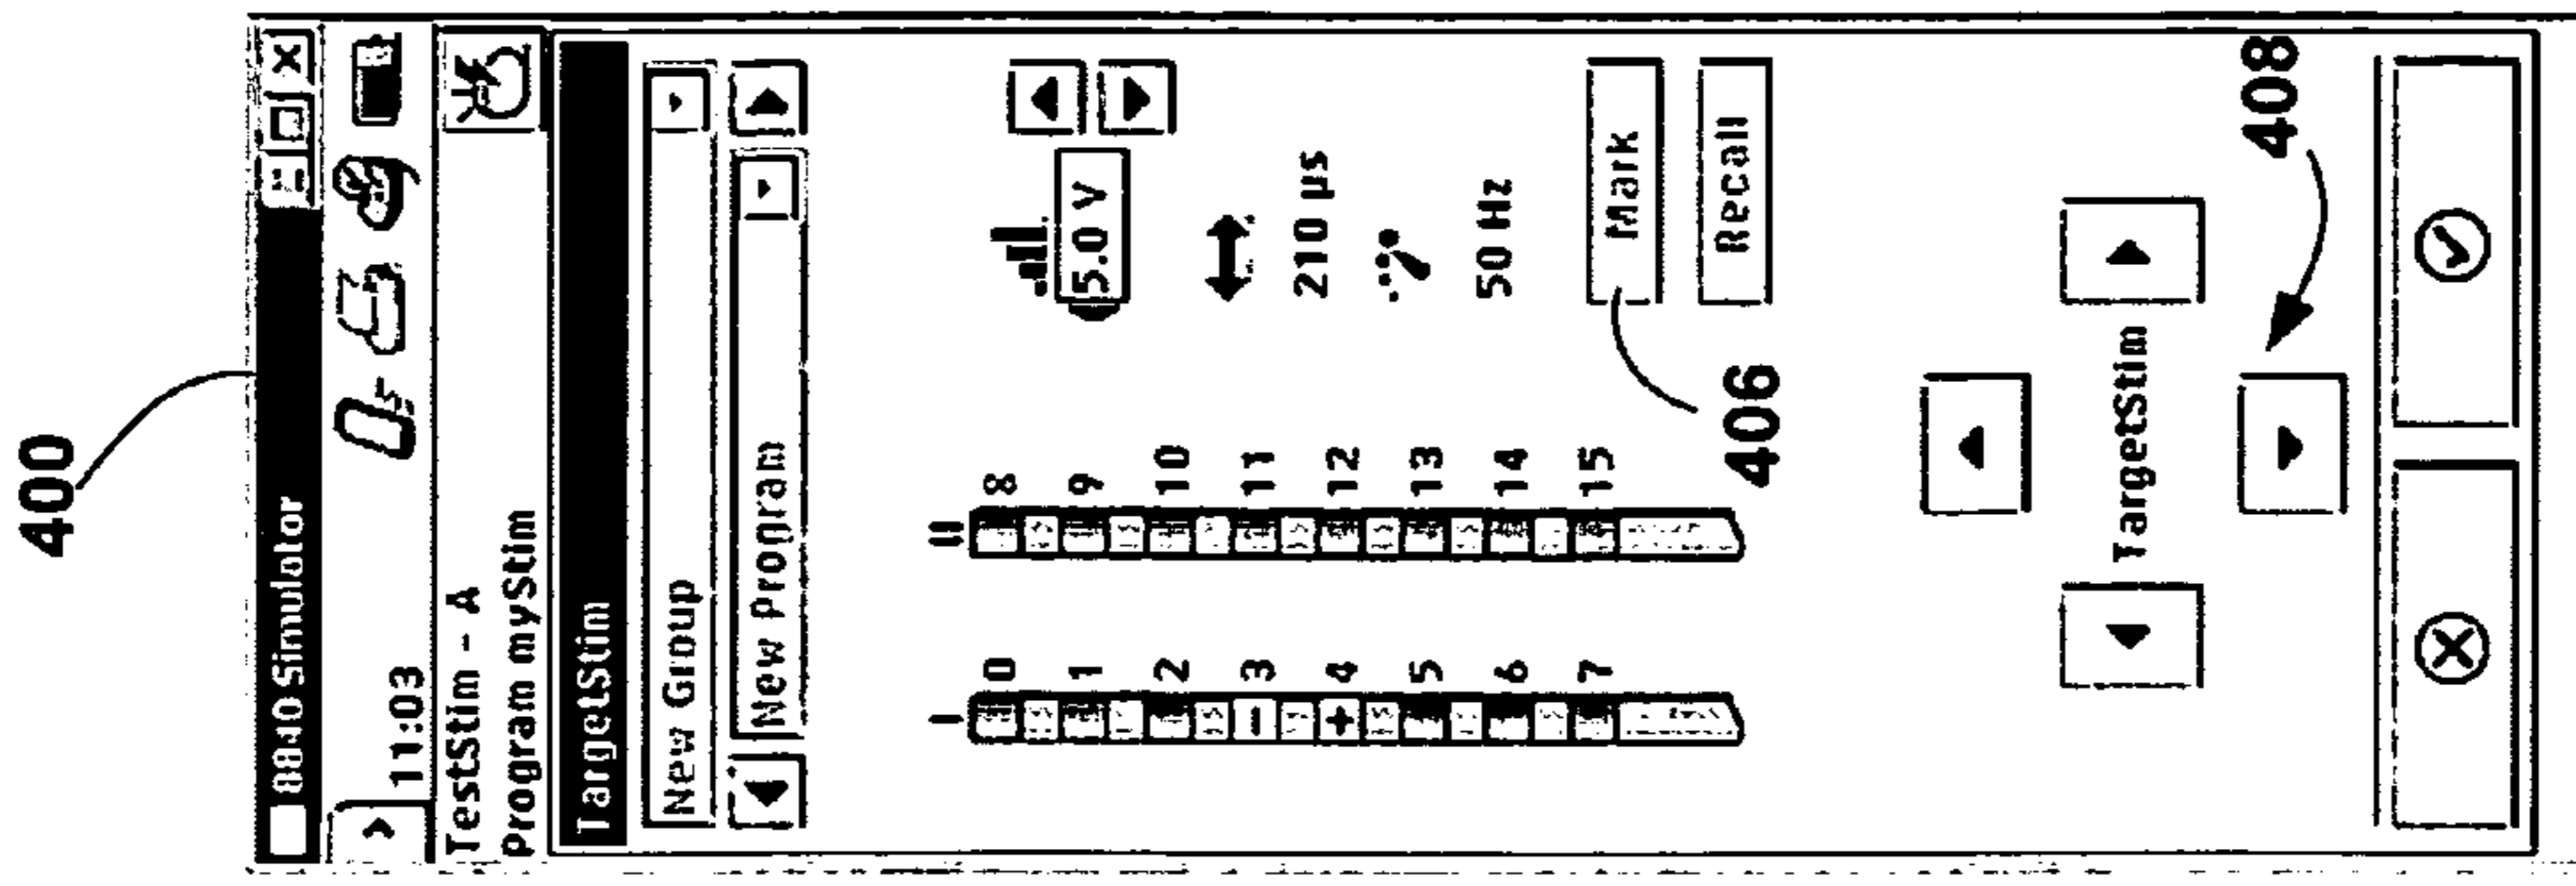 400
8840 Simulator
11:03
TestStim - A
Program myStim
TargetStim
New Group
New Program
I II
0 8
1 9
2 10
- 3 11
+ 4 12
5 13
6 14
7 15
5.0 V
210 µs
50 Hz
Mark
Recall
406
TargetStim
408